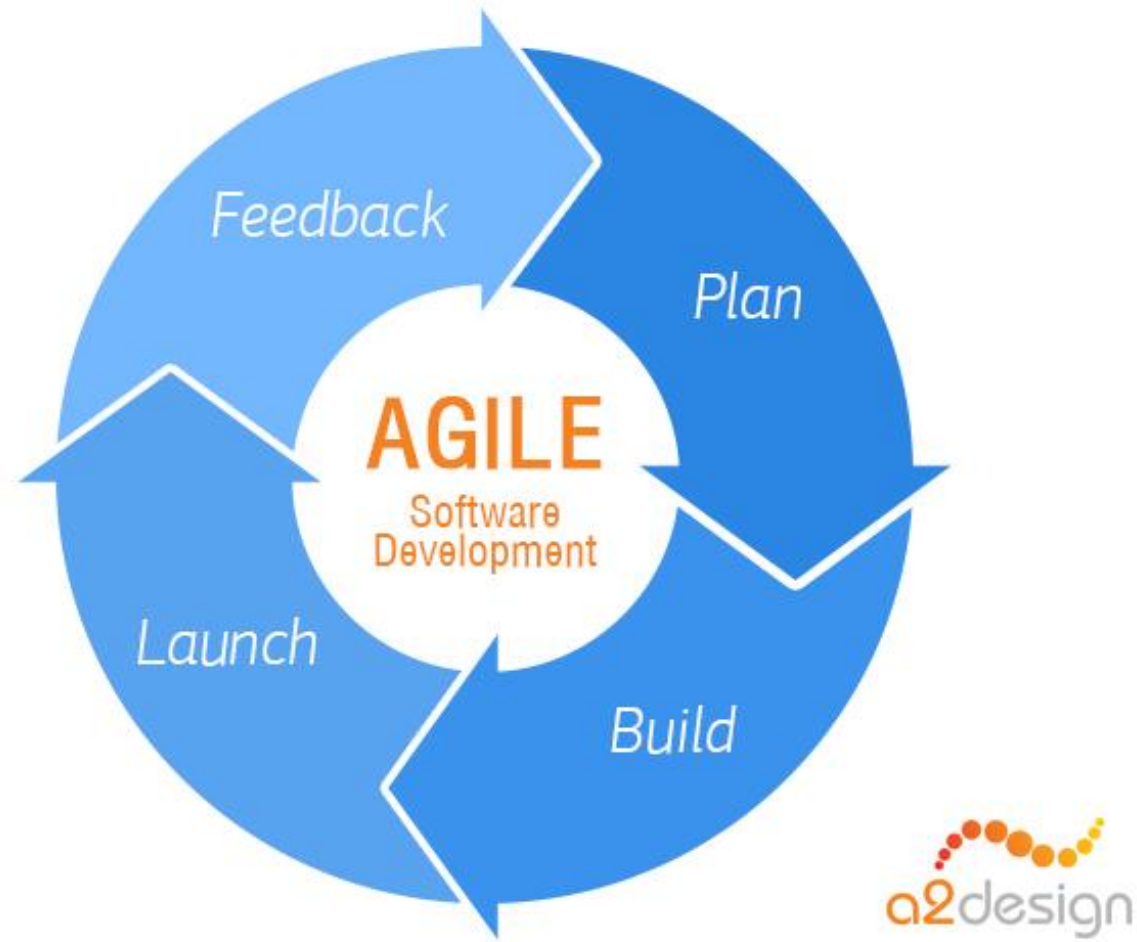 Feedback
Plan
AGILE
Software
Development
Launch
Build
a2design